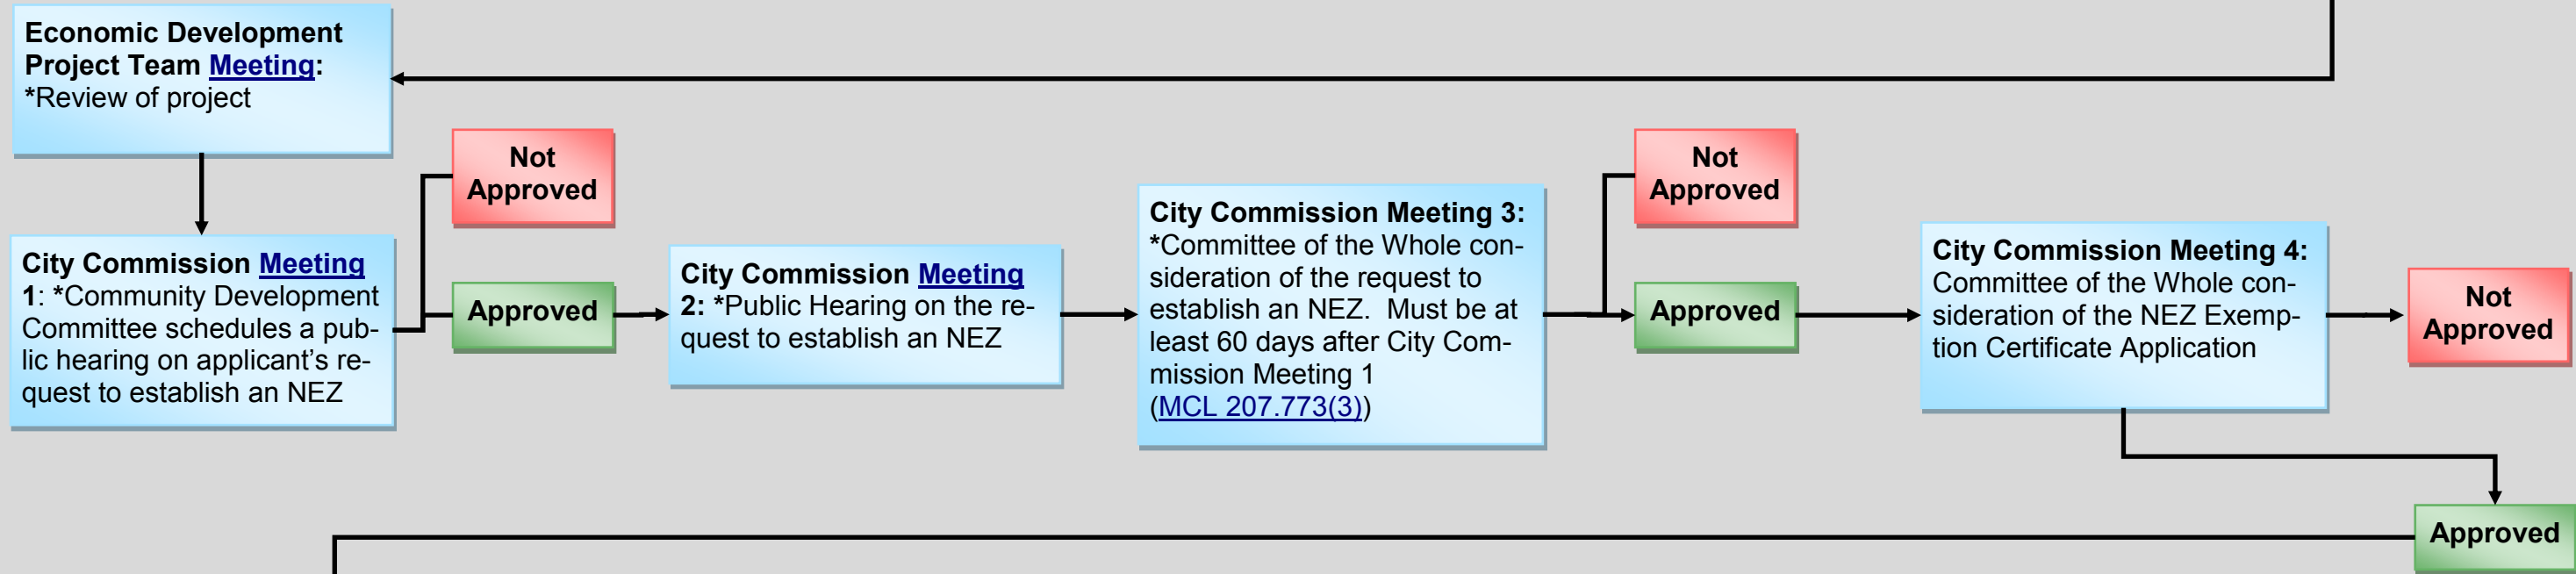 Economic Development
Project Team Meeting:
*Review of project
City Commission Meeting
1: *Community Development
Committee schedules a pub-
lic hearing on applicant's re-
quest to establish an NEZ
Not
Approved
Approved
City Commission Meeting
2: *Public Hearing on the re-
quest to establish an NEZ
City Commission Meeting 3:
*Committee of the Whole con-
sideration of the request to
establish an NEZ.  Must be at
least 60 days after City Com-
mission Meeting 1
(MCL 207.773(3))
Not
Approved
Approved
City Commission Meeting 4:
Committee of the Whole con-
sideration of the NEZ Exemp-
tion Certificate Application
Not
Approved
Approved